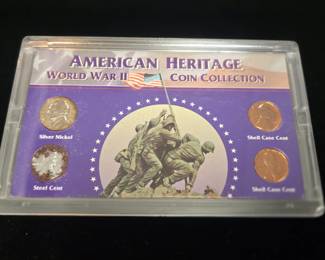 American Heritage
World War II Coin Collection
Silver Nickel
Shell Case Cent
Steel Cent
Shell Case Cent